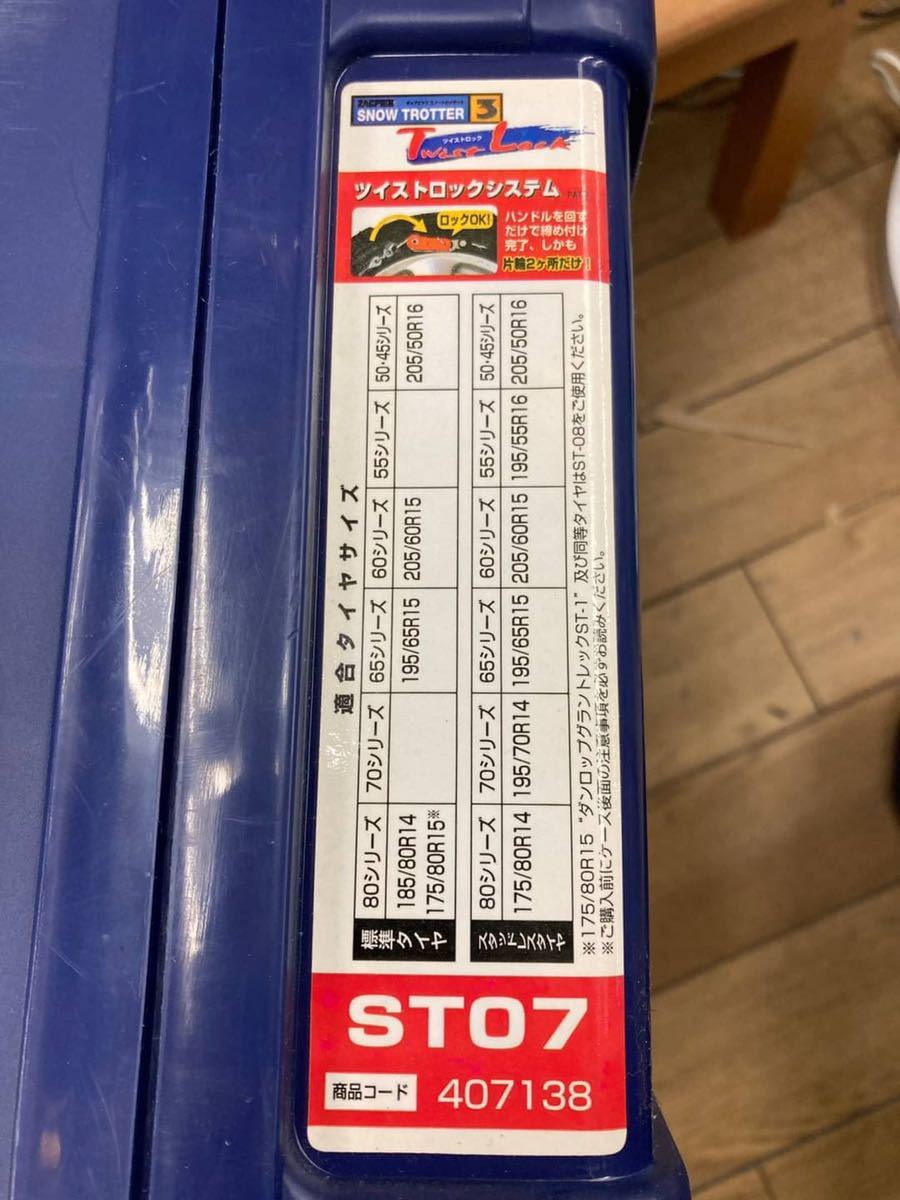 SNOW TROTTER 3
ツイストロック
Twist Lock
ツイストロックシステム
ロックOK!
ハンドルを回す
だけで締め付け
完了、しかも
片輪2ヶ所だけ!
適合タイヤサイズ
標準タイヤ
80シリーズ 70シリーズ 65シリーズ 60シリーズ 55シリーズ 50・45シリーズ
185/80R14 195/65R15 205/60R15 205/50R16
175/80R15※
スタッドレスタイヤ
80シリーズ 70シリーズ 65シリーズ 60シリーズ 55シリーズ 50・45シリーズ
175/80R14 195/70R14 195/65R15 205/60R15 195/55R16 205/50R16
※175/80R15 “ダンロップグラントレックST-1” 及び同等タイヤはST-08をご使用ください。
※ご購入前にケース後面の注意事項を必ずお読みください。
ST07
商品コード 407138